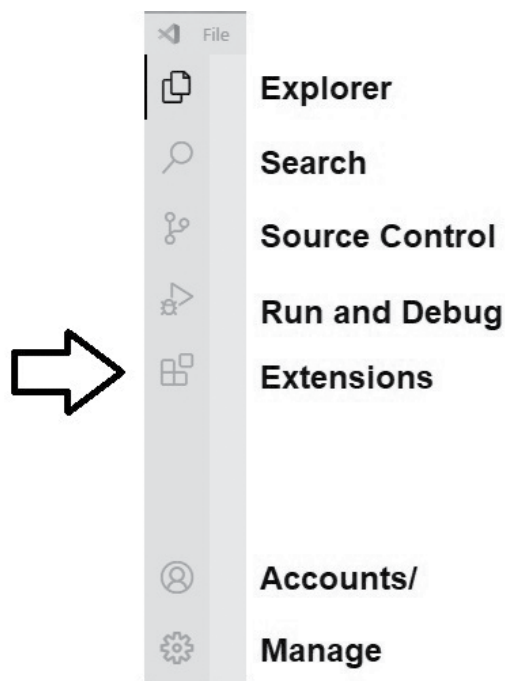 File
Explorer
Search
Source Control
Run and Debug
Extensions
Accounts/
Manage